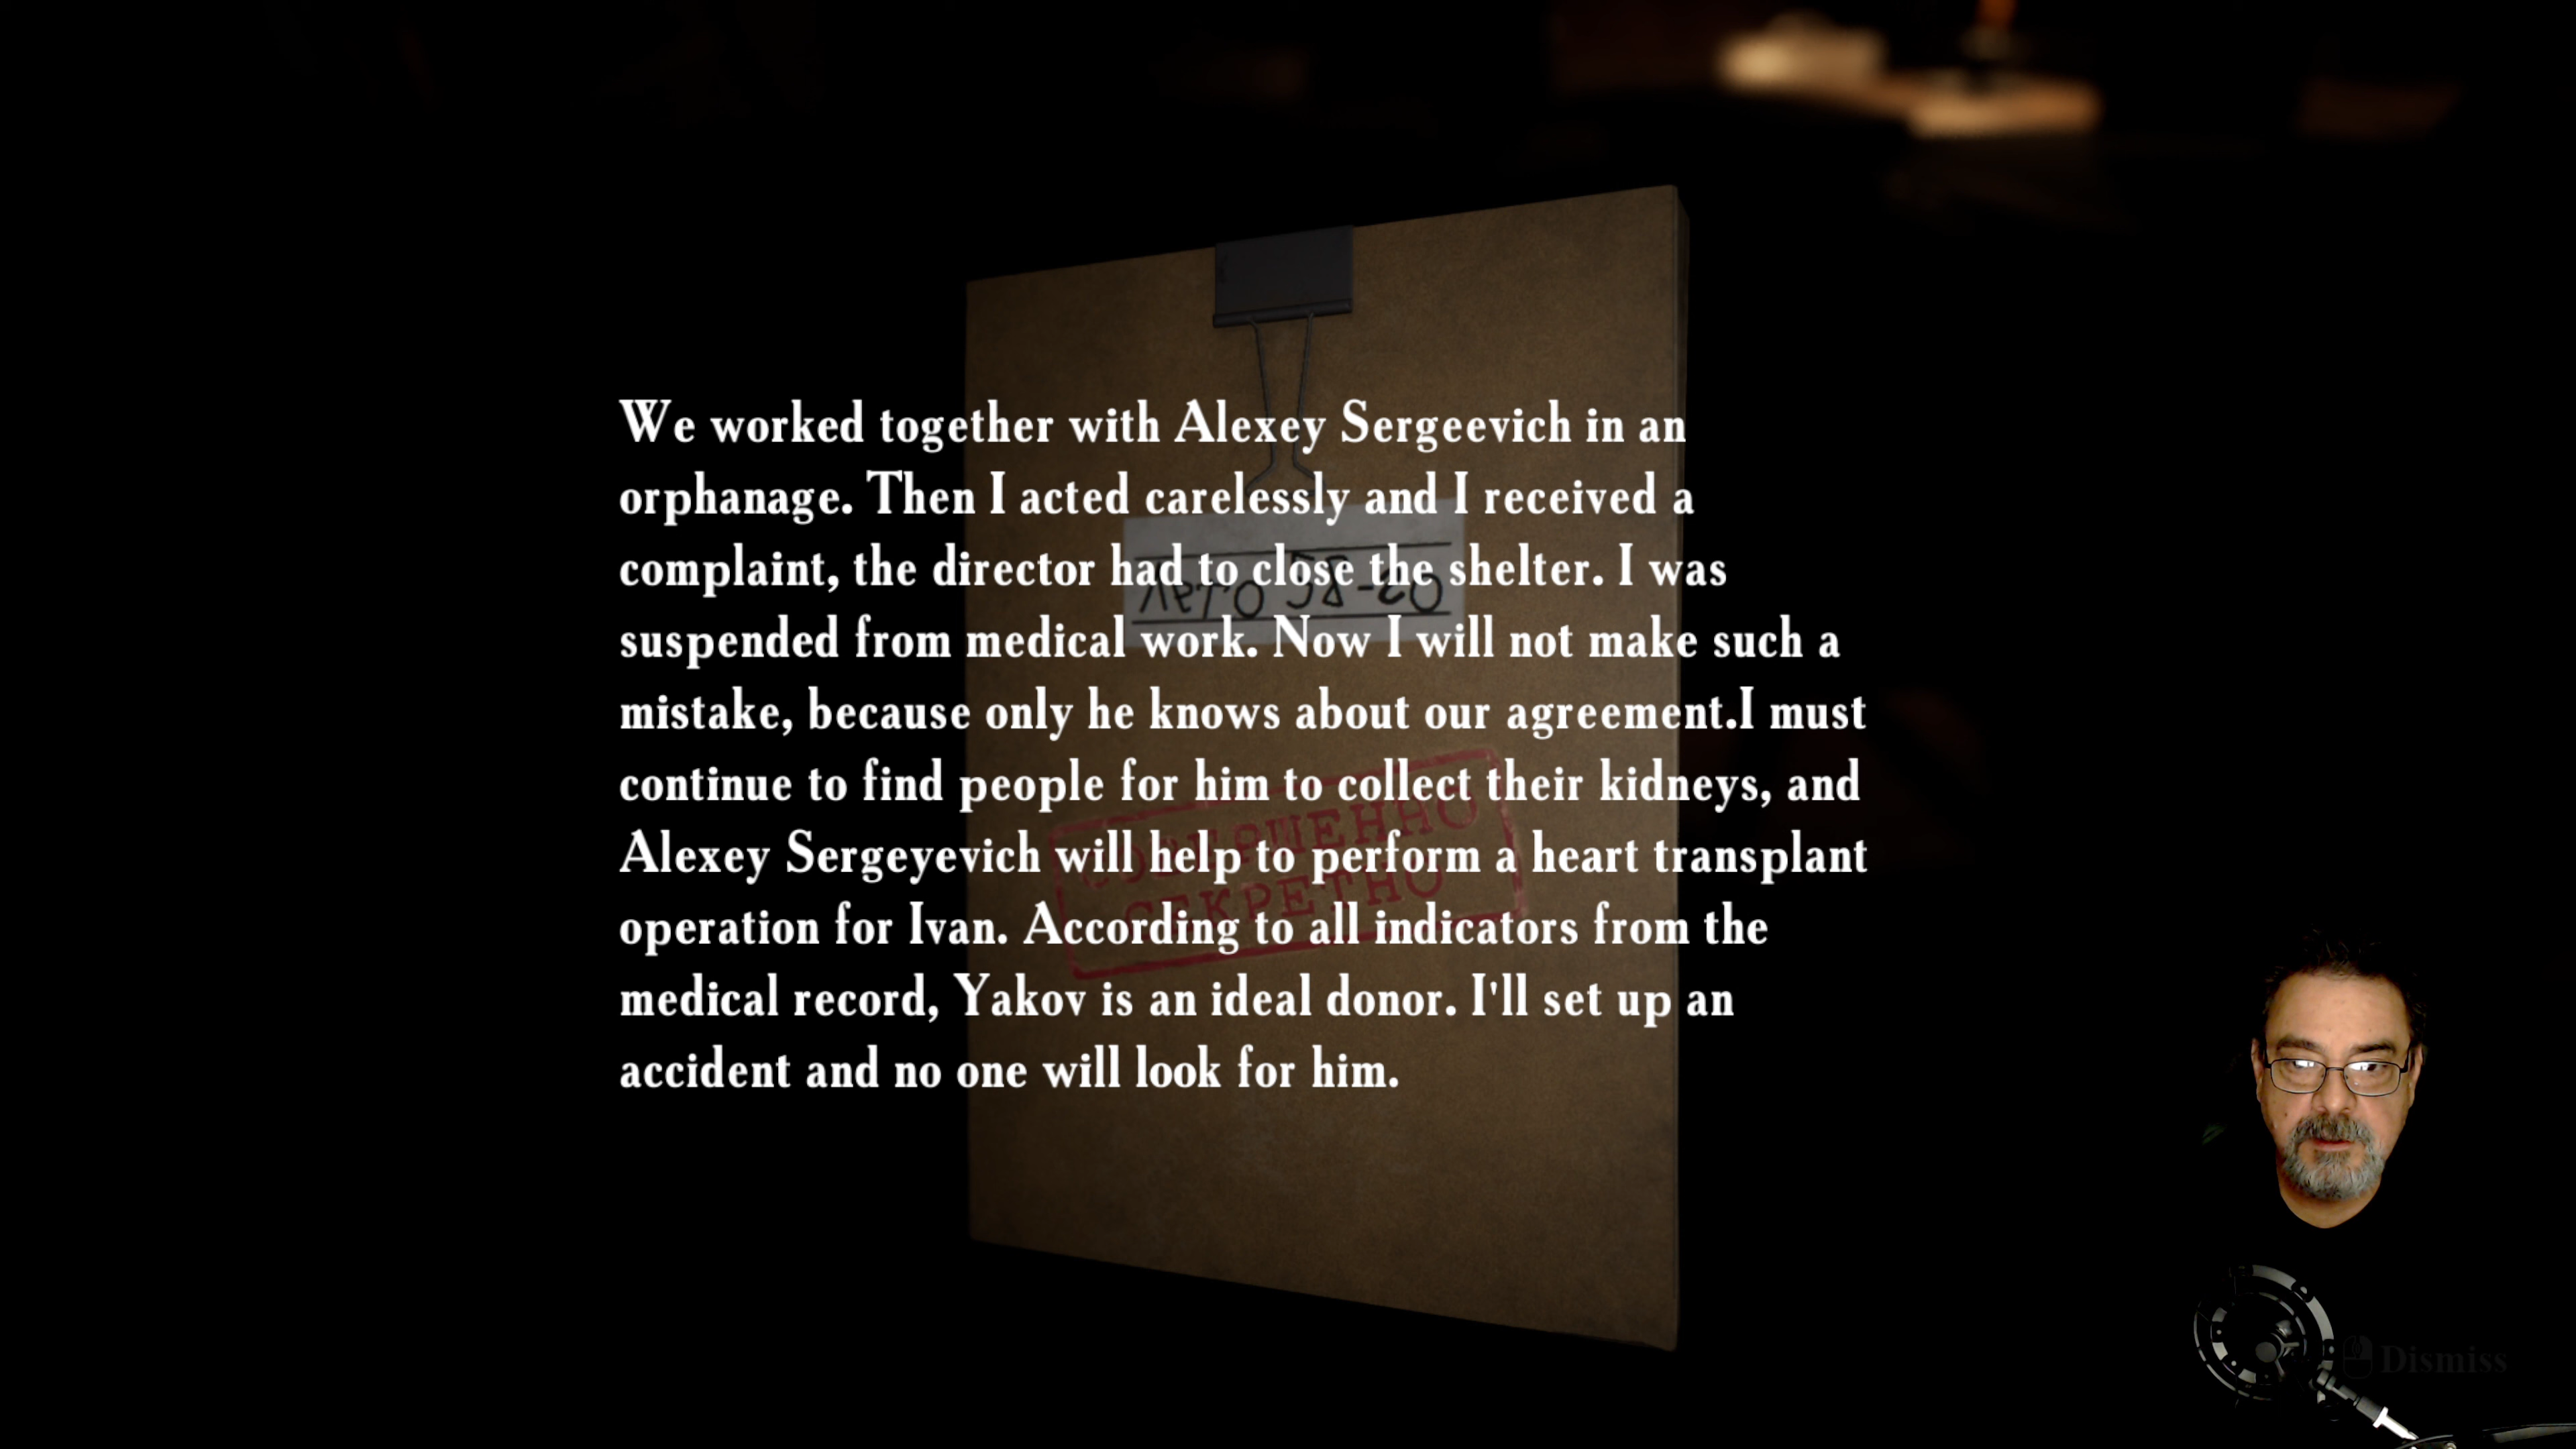 We worked together with Alexey Sergeevich in an
orphanage. Then I acted carelessly and I received a
complaint, the director had to close the shelter. I was
suspended from medical work. Now I will not make such a
mistake, because only he knows about our agreement.I must
continue to find people for him to collect their kidneys, and
Alexey Sergeyevich will help to perform a heart transplant
operation for Ivan. According to all indicators from the
medical record, Yakov is an ideal donor. I'll set up an
accident and no one will look for him.
СОВЕРШЕННО
СЕКРЕТНО
Dismiss